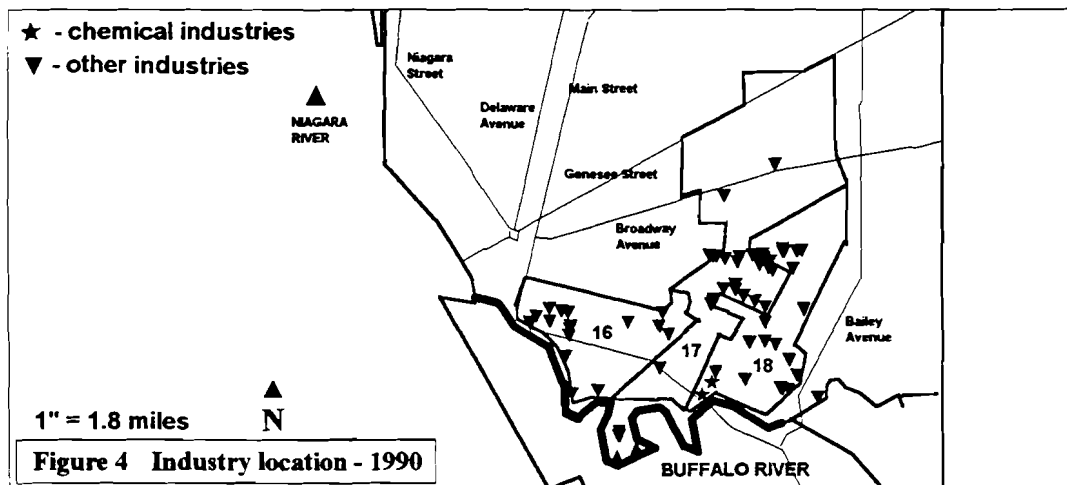 ★ - chemical industries
▼ - other industries
Niagara
Street
Main Street
Delaware
Avenue
NIAGARA
RIVER
Genesee Street
Broadway
Avenue
16
17
18
Bailey
Avenue
1" = 1.8 miles
N
Figure 4 Industry location - 1990
BUFFALO RIVER